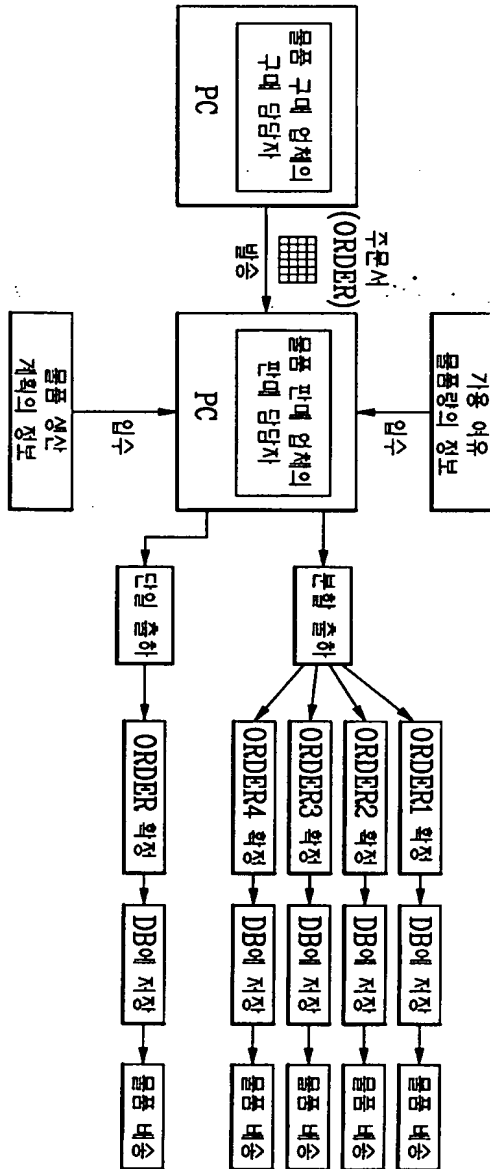 물품 구매 업체의
구매 담당자
PC
주문서
(ORDER)
발송
가용 여유
물품량의 정보
입수
물품 판매 업체의
판매 담당자
PC
입수
물품 생산
계획의 정보
분할 출하
ORDER1 확정
DB에 저장
물품 배송
ORDER2 확정
DB에 저장
물품 배송
ORDER3 확정
DB에 저장
물품 배송
ORDER4 확정
DB에 저장
물품 배송
단일 출하
ORDER 확정
DB에 저장
물품 배송